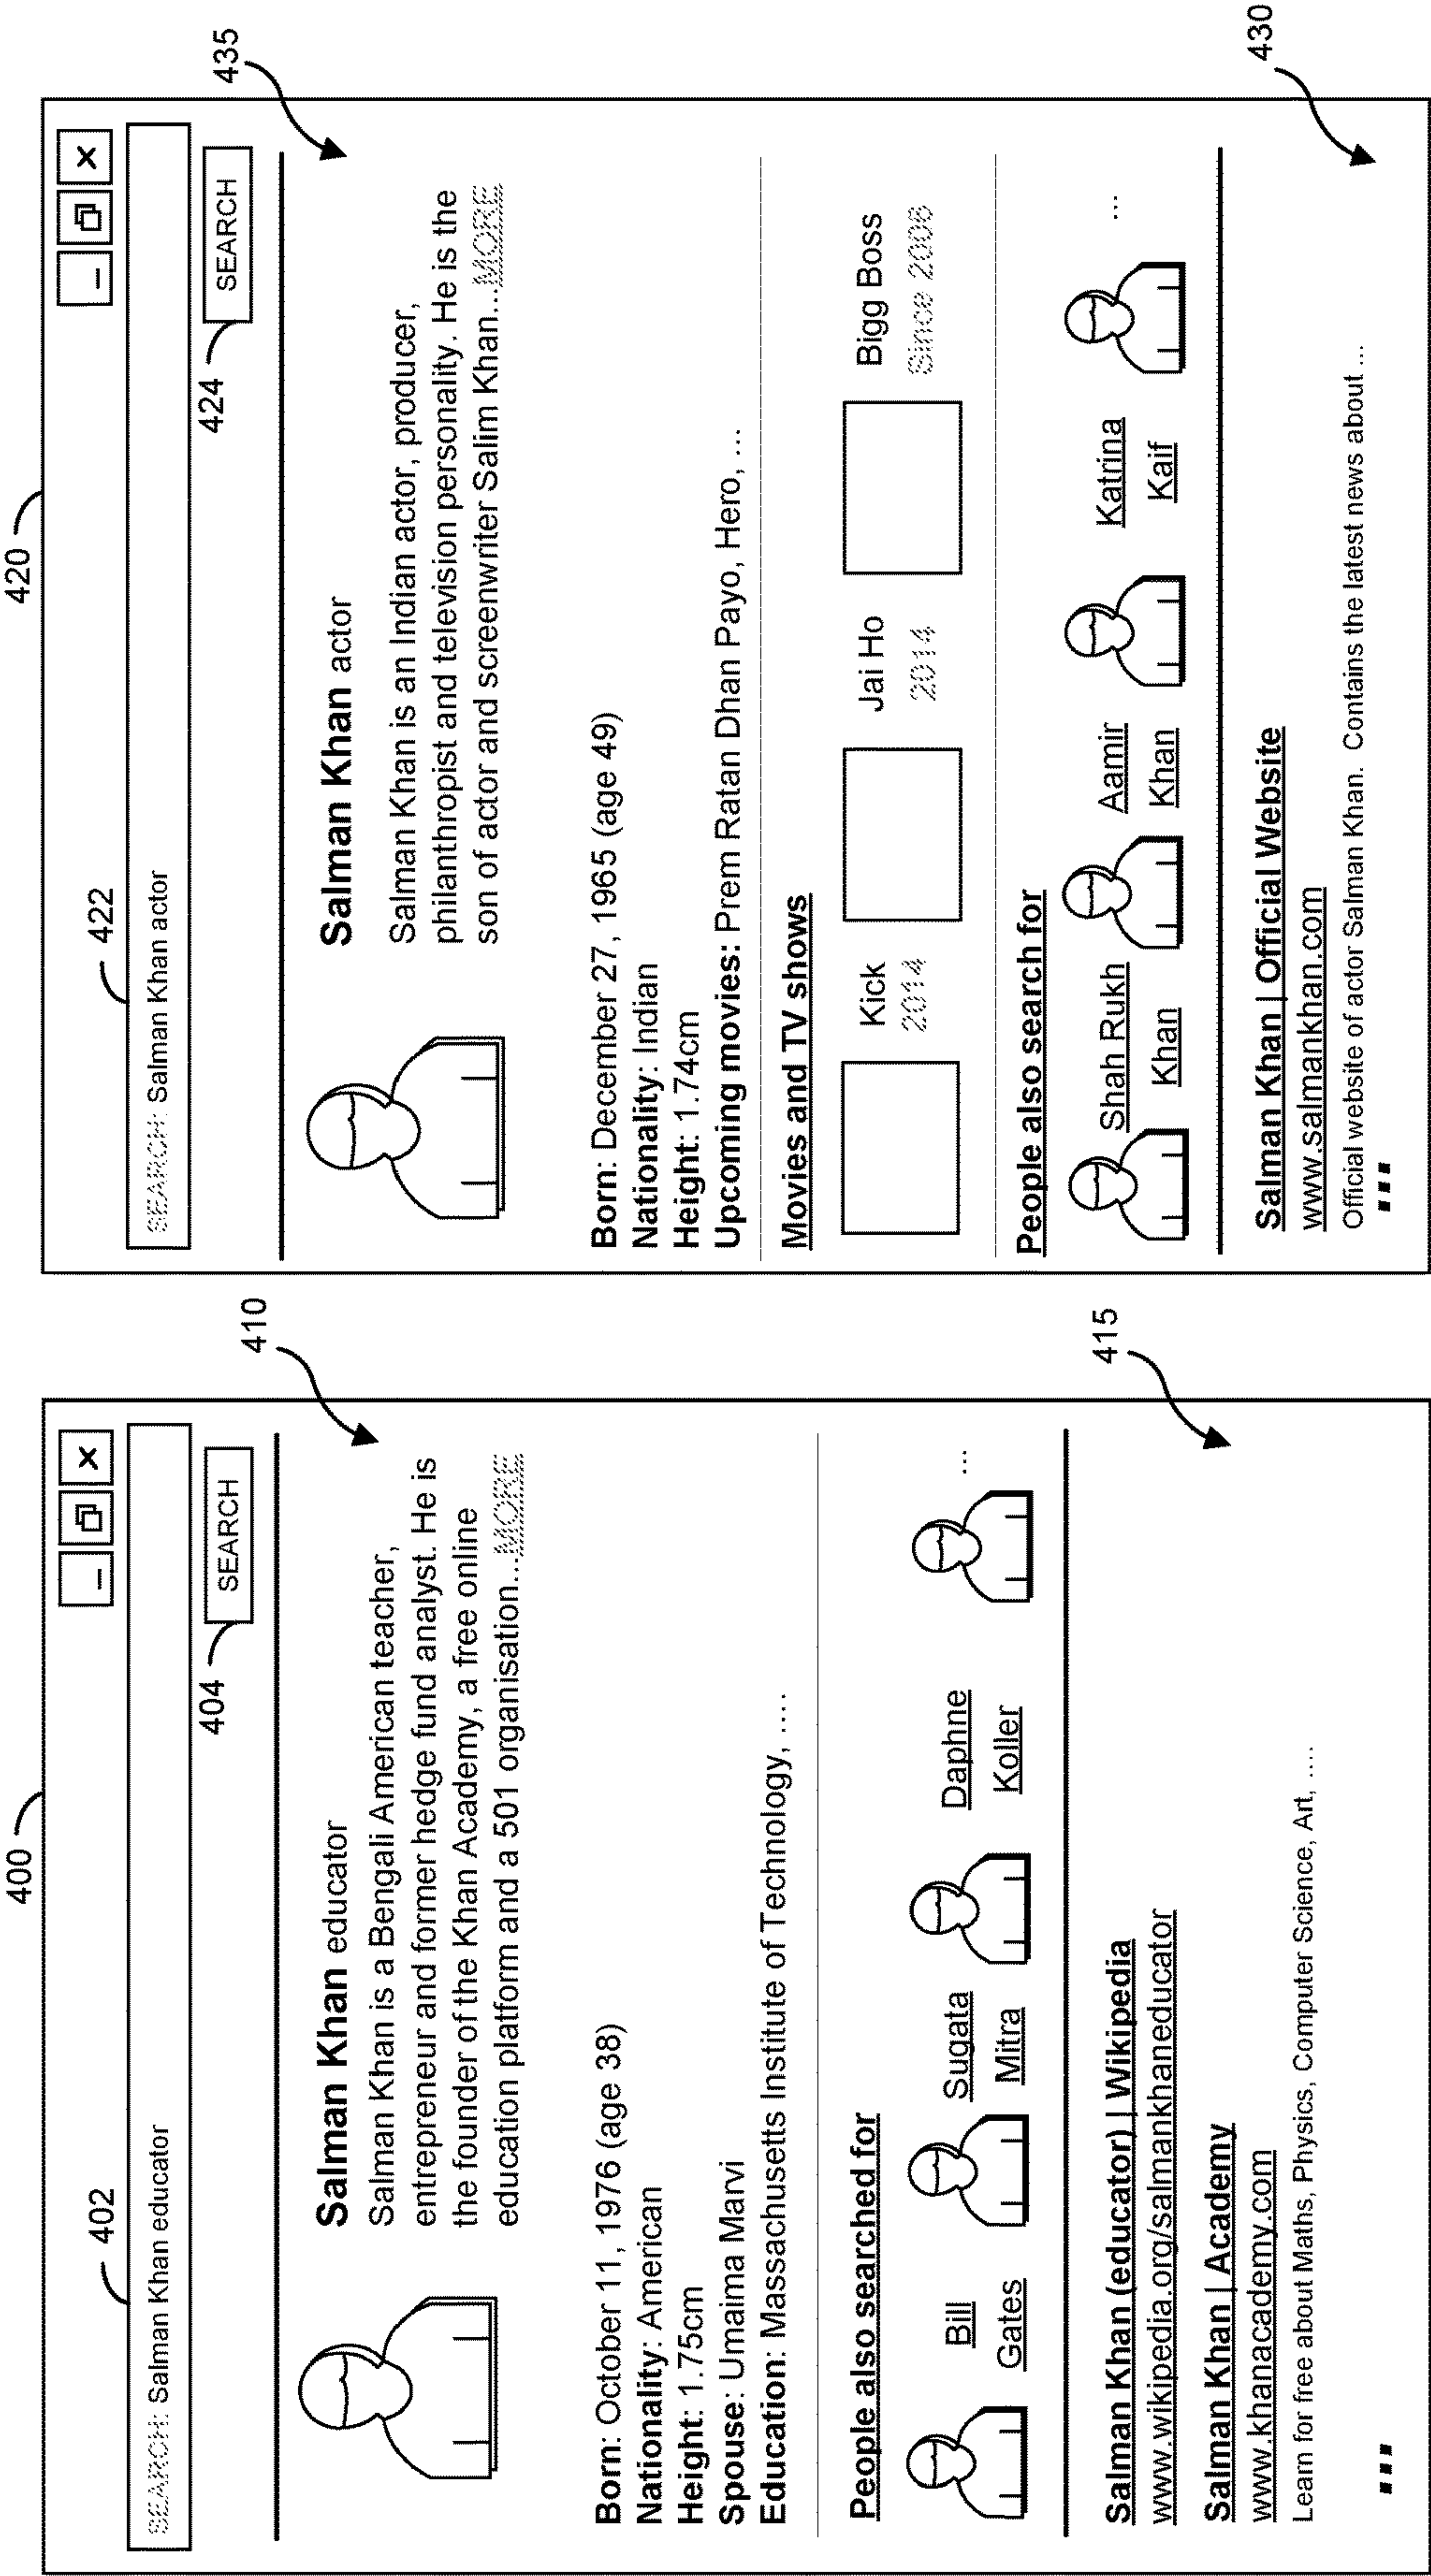 400
402
SEARCH: Salman Khan educator
SEARCH
404
410
Salman Khan educator
Salman Khan is a Bengali American teacher,
entrepreneur and former hedge fund analyst. He is
the founder of the Khan Academy, a free online
education platform and a 501 organisation...MORE
Born: October 11, 1976 (age 38)
Nationality: American
Height: 1.75cm
Spouse: Umaima Marvi
Education: Massachusetts Institute of Technology, ....
People also searched for
Bill
Gates
Sugata
Mitra
Daphne
Koller
...
415
Salman Khan (educator) | Wikipedia
www.wikipedia.org/salmankhaneducator
Salman Khan | Academy
www.khanacademy.com
Learn for free about Maths, Physics, Computer Science, Art, ....
420
422
SEARCH: Salman Khan actor
SEARCH
424
435
Salman Khan actor
Salman Khan is an Indian actor, producer,
philanthropist and television personality. He is the
son of actor and screenwriter Salim Khan...MORE
Born: December 27, 1965 (age 49)
Nationality: Indian
Height: 1.74cm
Upcoming movies: Prem Ratan Dhan Payo, Hero, ...
Movies and TV shows
Kick
2014
Jai Ho
2014
Bigg Boss
Since 2006
People also search for
Shah Rukh
Khan
Aamir
Khan
Katrina
Kaif
...
430
Salman Khan | Official Website
www.salmankhan.com
Official website of actor Salman Khan. Contains the latest news about ...